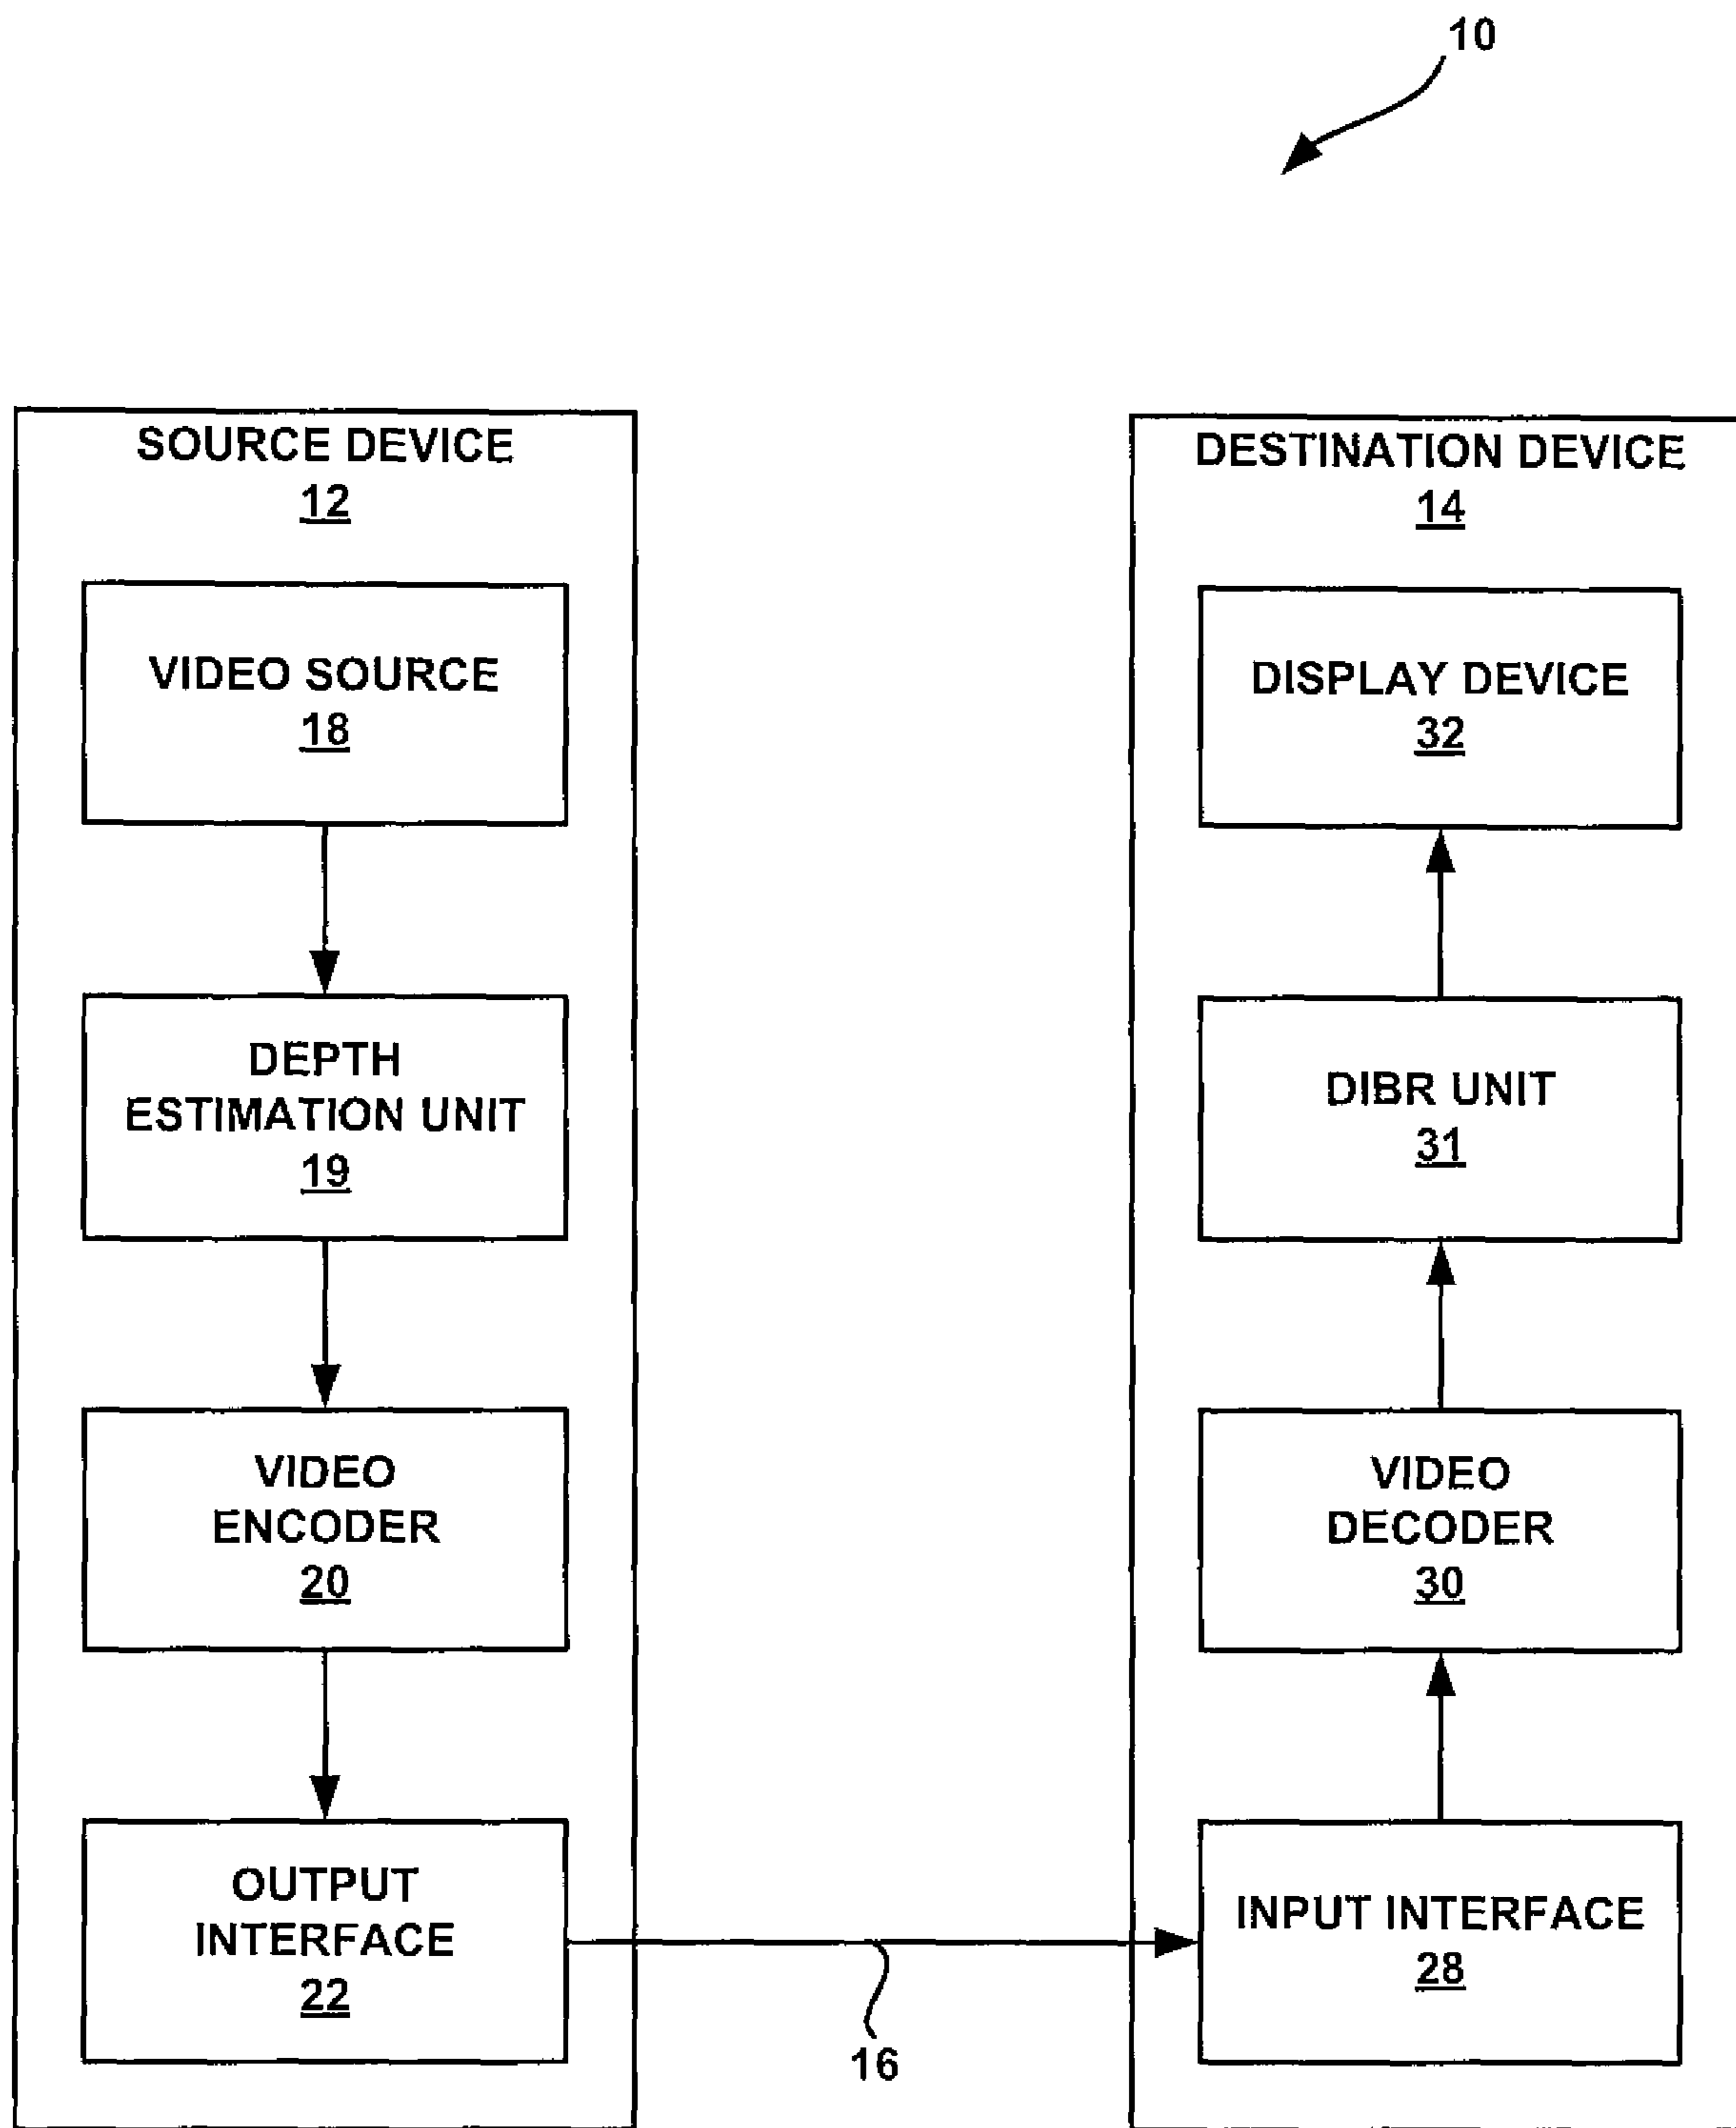 10
SOURCE DEVICE
12
VIDEO SOURCE
18
DEPTH
ESTIMATION UNIT
19
VIDEO
ENCODER
20
OUTPUT
INTERFACE
22
16
DESTINATION DEVICE
14
DISPLAY DEVICE
32
DIBR UNIT
31
VIDEO
DECODER
30
INPUT INTERFACE
28